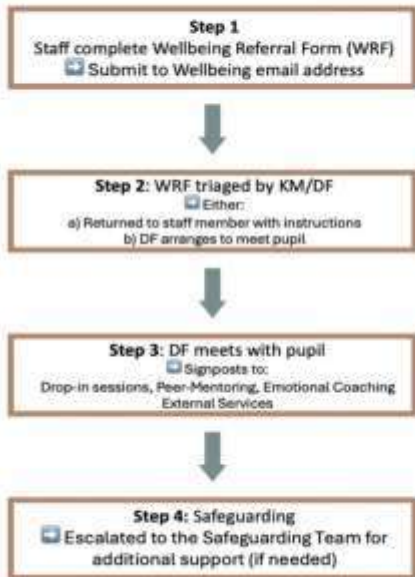 Step 1
Staff complete Wellbeing Referral Form (WRF)
➡ Submit to Wellbeing email address
Step 2: WRF triaged by KM/DF
➡ Either:
a) Returned to staff member with instructions
b) DF arranges to meet pupil
Step 3: DF meets with pupil
➡ Signposts to:
Drop-in sessions, Peer-Mentoring, Emotional Coaching
External Services
Step 4: Safeguarding
➡ Escalated to the Safeguarding Team for
additional support (if needed)